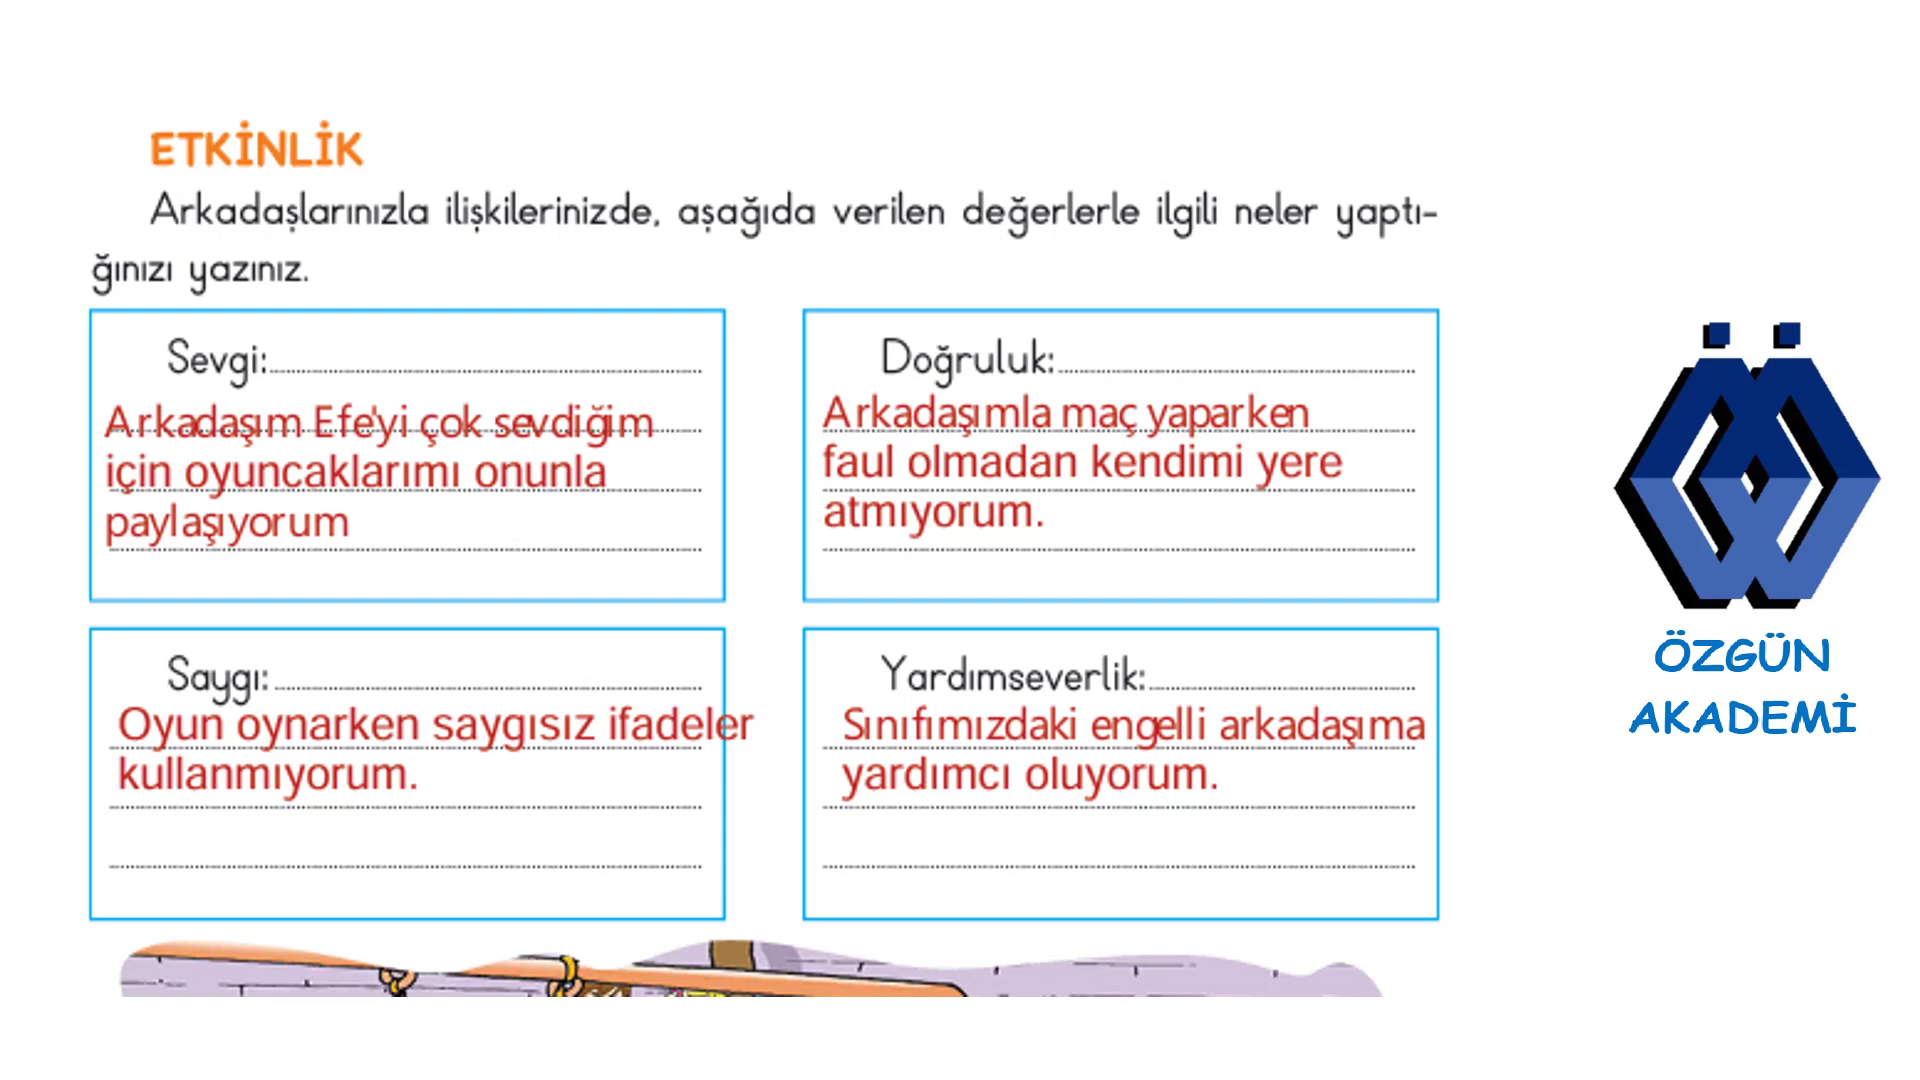 ETKİNLİK
Arkadaşlarınızla ilişkilerinizde, aşağıda verilen değerlerle ilgili neler yaptı-
ğınızı yazınız.
Sevgi:
Arkadaşım Efe'yi çok sevdiğim
için oyuncaklarımı onunla
paylaşıyorum
Doğruluk:
Arkadaşımla maç yaparken
faul olmadan kendimi yere
atmıyorum.
Saygı:
Oyun oynarken saygısız ifadeler
kullanmıyorum.
Yardımseverlik:
Sınıfımızdaki engelli arkadaşıma
yardımcı oluyorum.
ÖZGÜN
AKADEMİ